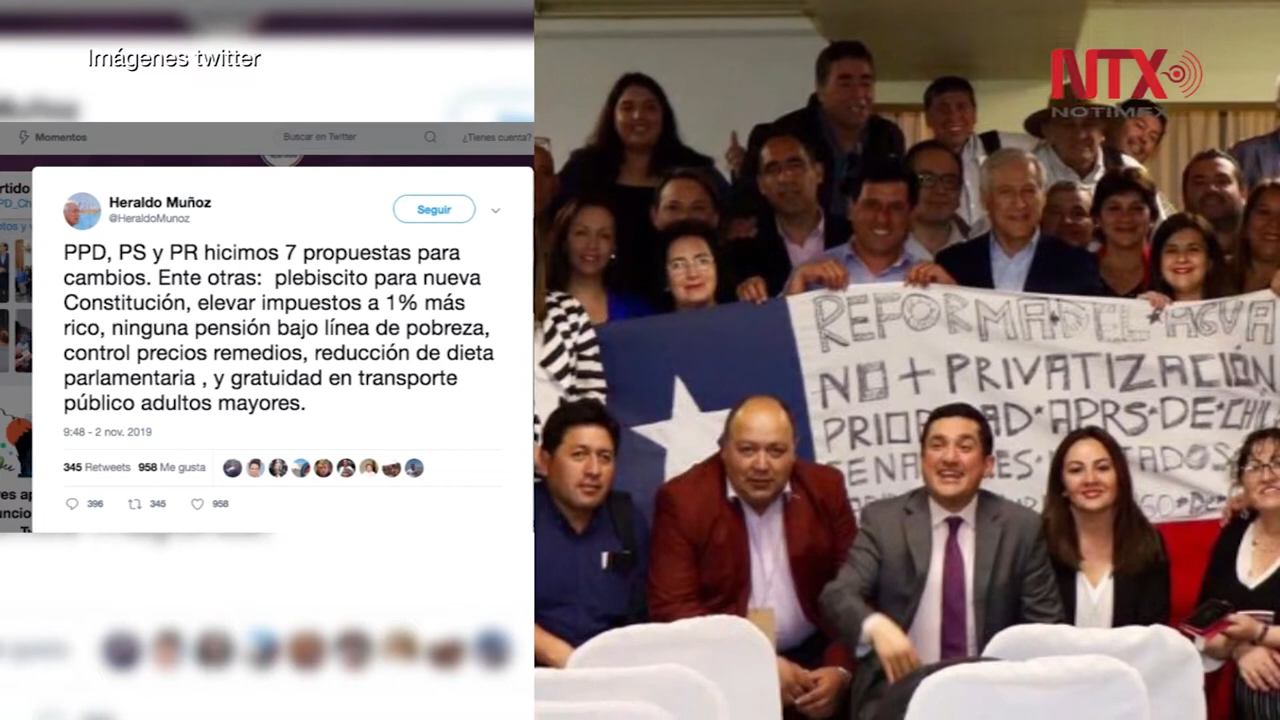 Imágenes twitter
NTX
NOTIMEX
Muñoz
Momentos
Buscar en Twitter
¿Tienes cuenta?
Heraldo Muñoz
@HeraldoMunoz
Seguir
PPD, PS y PR hicimos 7 propuestas para
cambios. Ente otras: plebiscito para nueva
Constitución, elevar impuestos a 1% más
rico, ninguna pensión bajo línea de pobreza,
control precios remedios, reducción de dieta
parlamentaria , y gratuidad en transporte
público adultos mayores.
9:48 - 2 nov. 2019
345 Retweets 958 Me gusta
396 345 958
REFORMA DEL AGUA
NO + PRIVATIZACIÓN
APRS DE